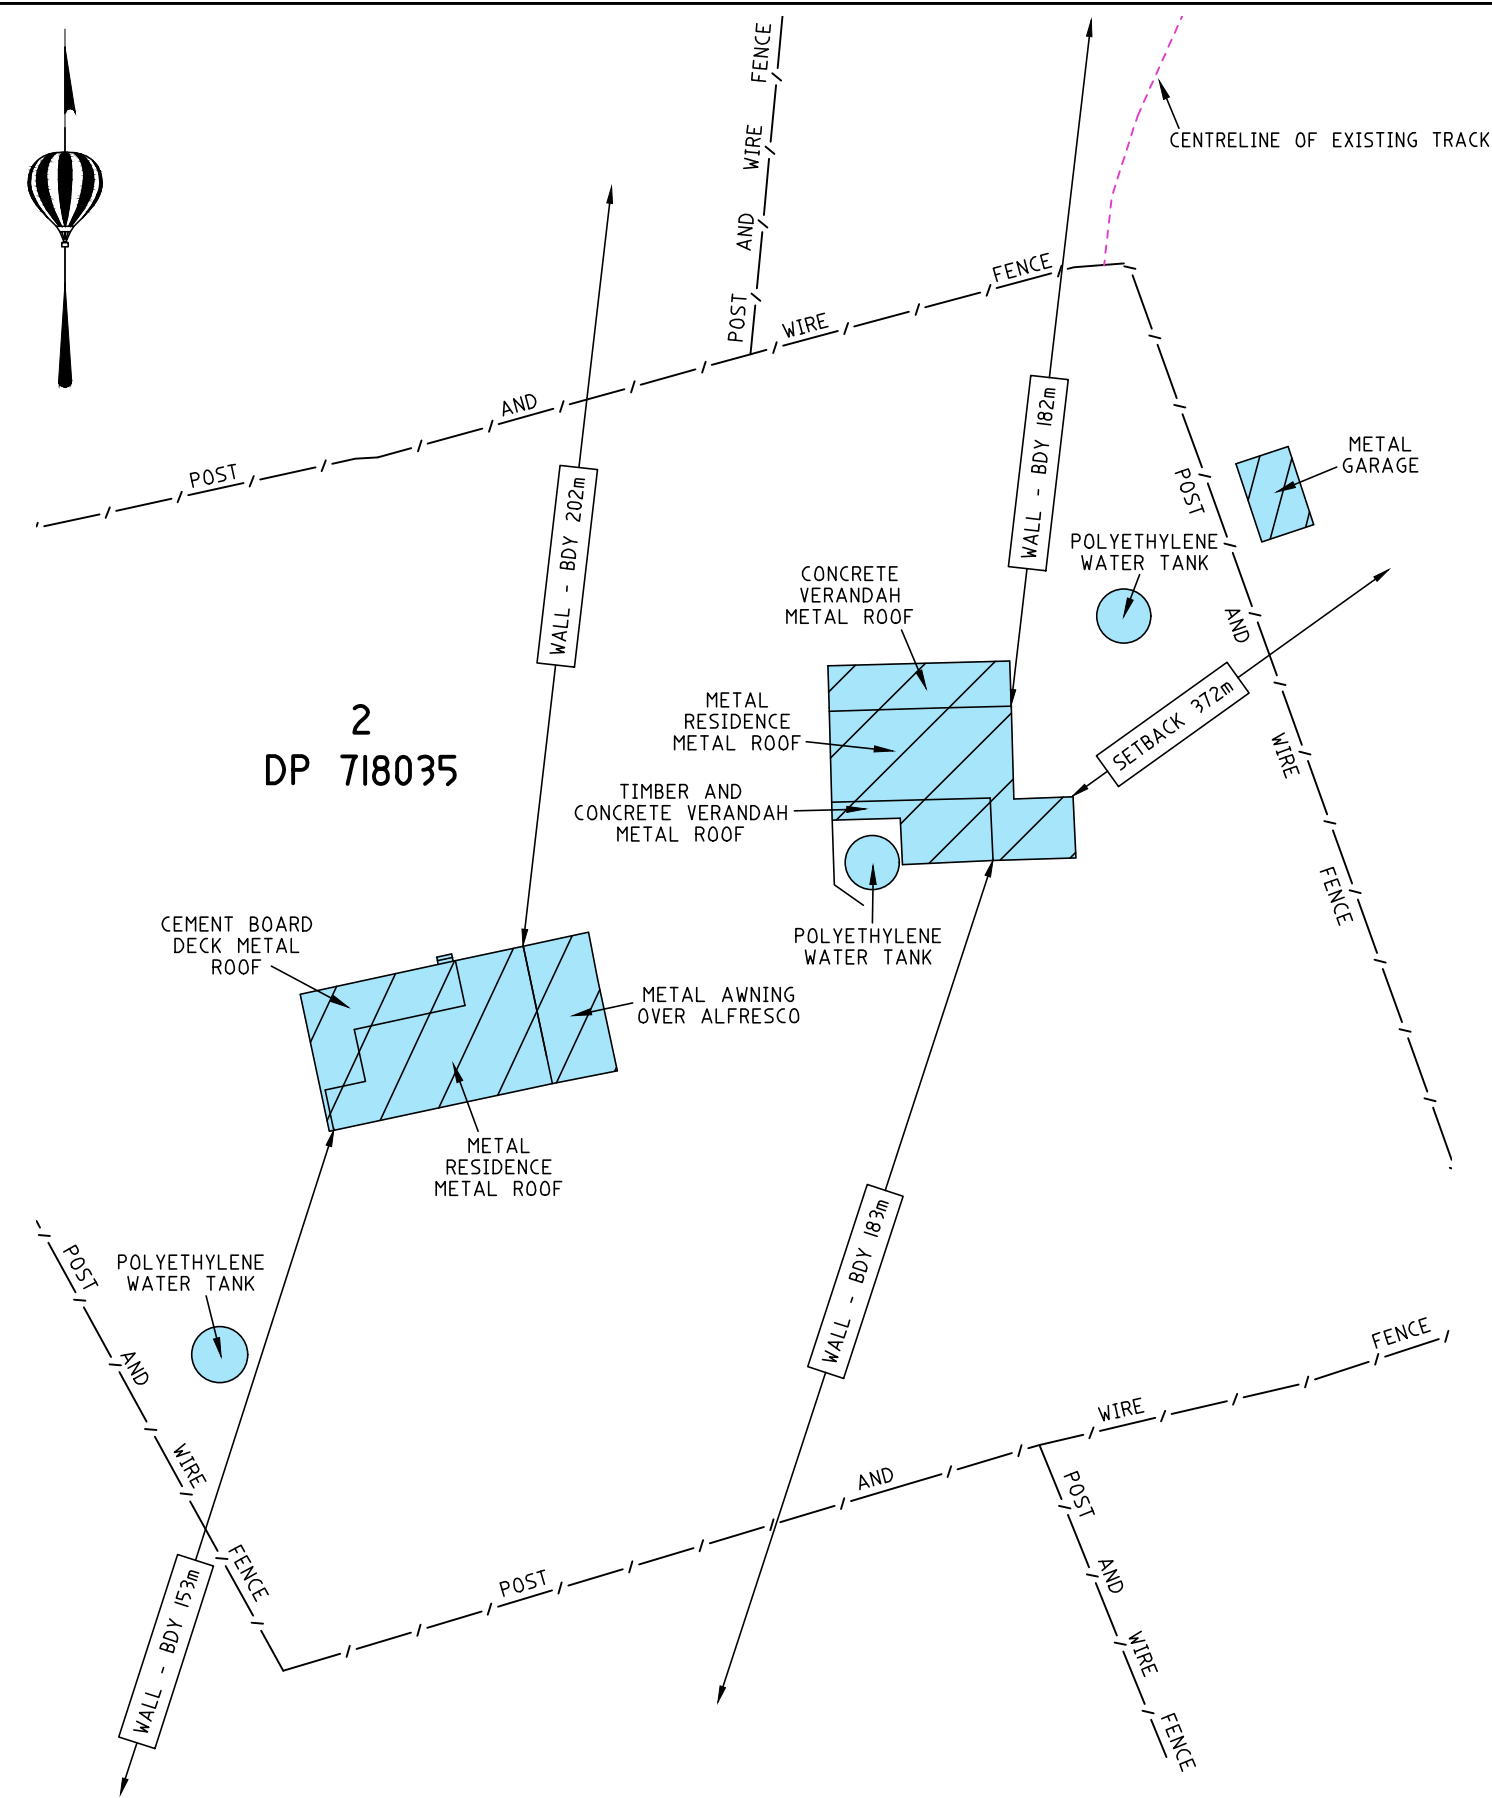 POST AND WIRE FENCE
CENTRELINE OF EXISTING TRACK
POST AND WIRE FENCE
WALL - BDY 202m
WALL - BDY 182m
METAL
GARAGE
POST AND WIRE FENCE
POLYETHYLENE
WATER TANK
CONCRETE
VERANDAH
METAL ROOF
SETBACK 372m
2
DP 718035
METAL
RESIDENCE
METAL ROOF
TIMBER AND
CONCRETE VERANDAH
METAL ROOF
POLYETHYLENE
WATER TANK
CEMENT BOARD
DECK METAL
ROOF
METAL AWNING
OVER ALFRESCO
METAL
RESIDENCE
METAL ROOF
POLYETHYLENE
WATER TANK
POST AND WIRE FENCE
WALL - BDY 183m
WALL - BDY 153m
POST AND WIRE FENCE
POST AND WIRE FENCE